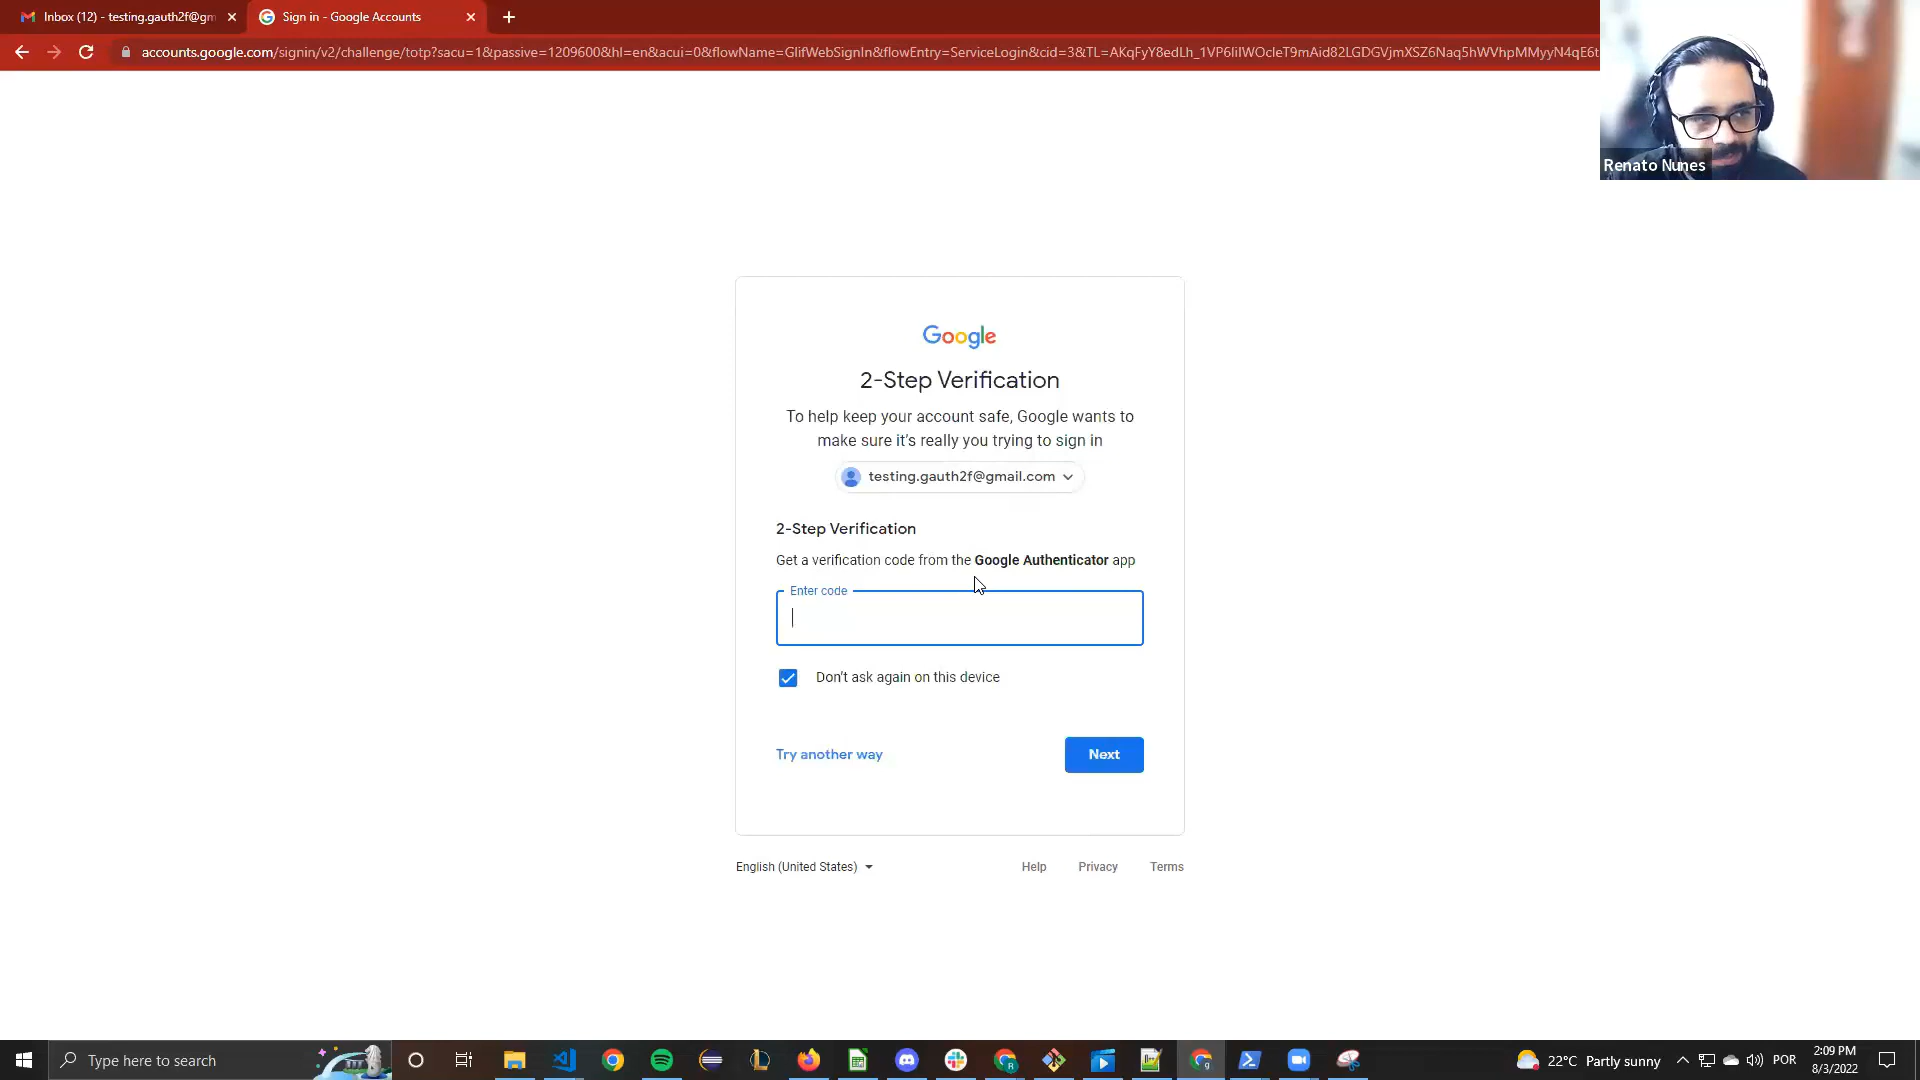 Inbox (12) - testing.gauth2f@gm
Sign in - Google Accounts
accounts.google.com/signin/v2/challenge/totp?sacu=1&passive=1209600&hl=en&acui=0&flowName=GlifWebSignIn&flowEntry=ServiceLogin&cid=3&TL=
Renato Nunes
Google
2-Step Verification
To help keep your account safe, Google wants to
make sure it's really you trying to sign in
testing.gauth2f@gmail.com
2-Step Verification
Get a verification code from the Google Authenticator app
Enter code
Don't ask again on this device
Try another way
Next
English (United States)
Help Privacy Terms
Type here to search
22°C Partly sunny
POR
2:09 PM
8/3/2022